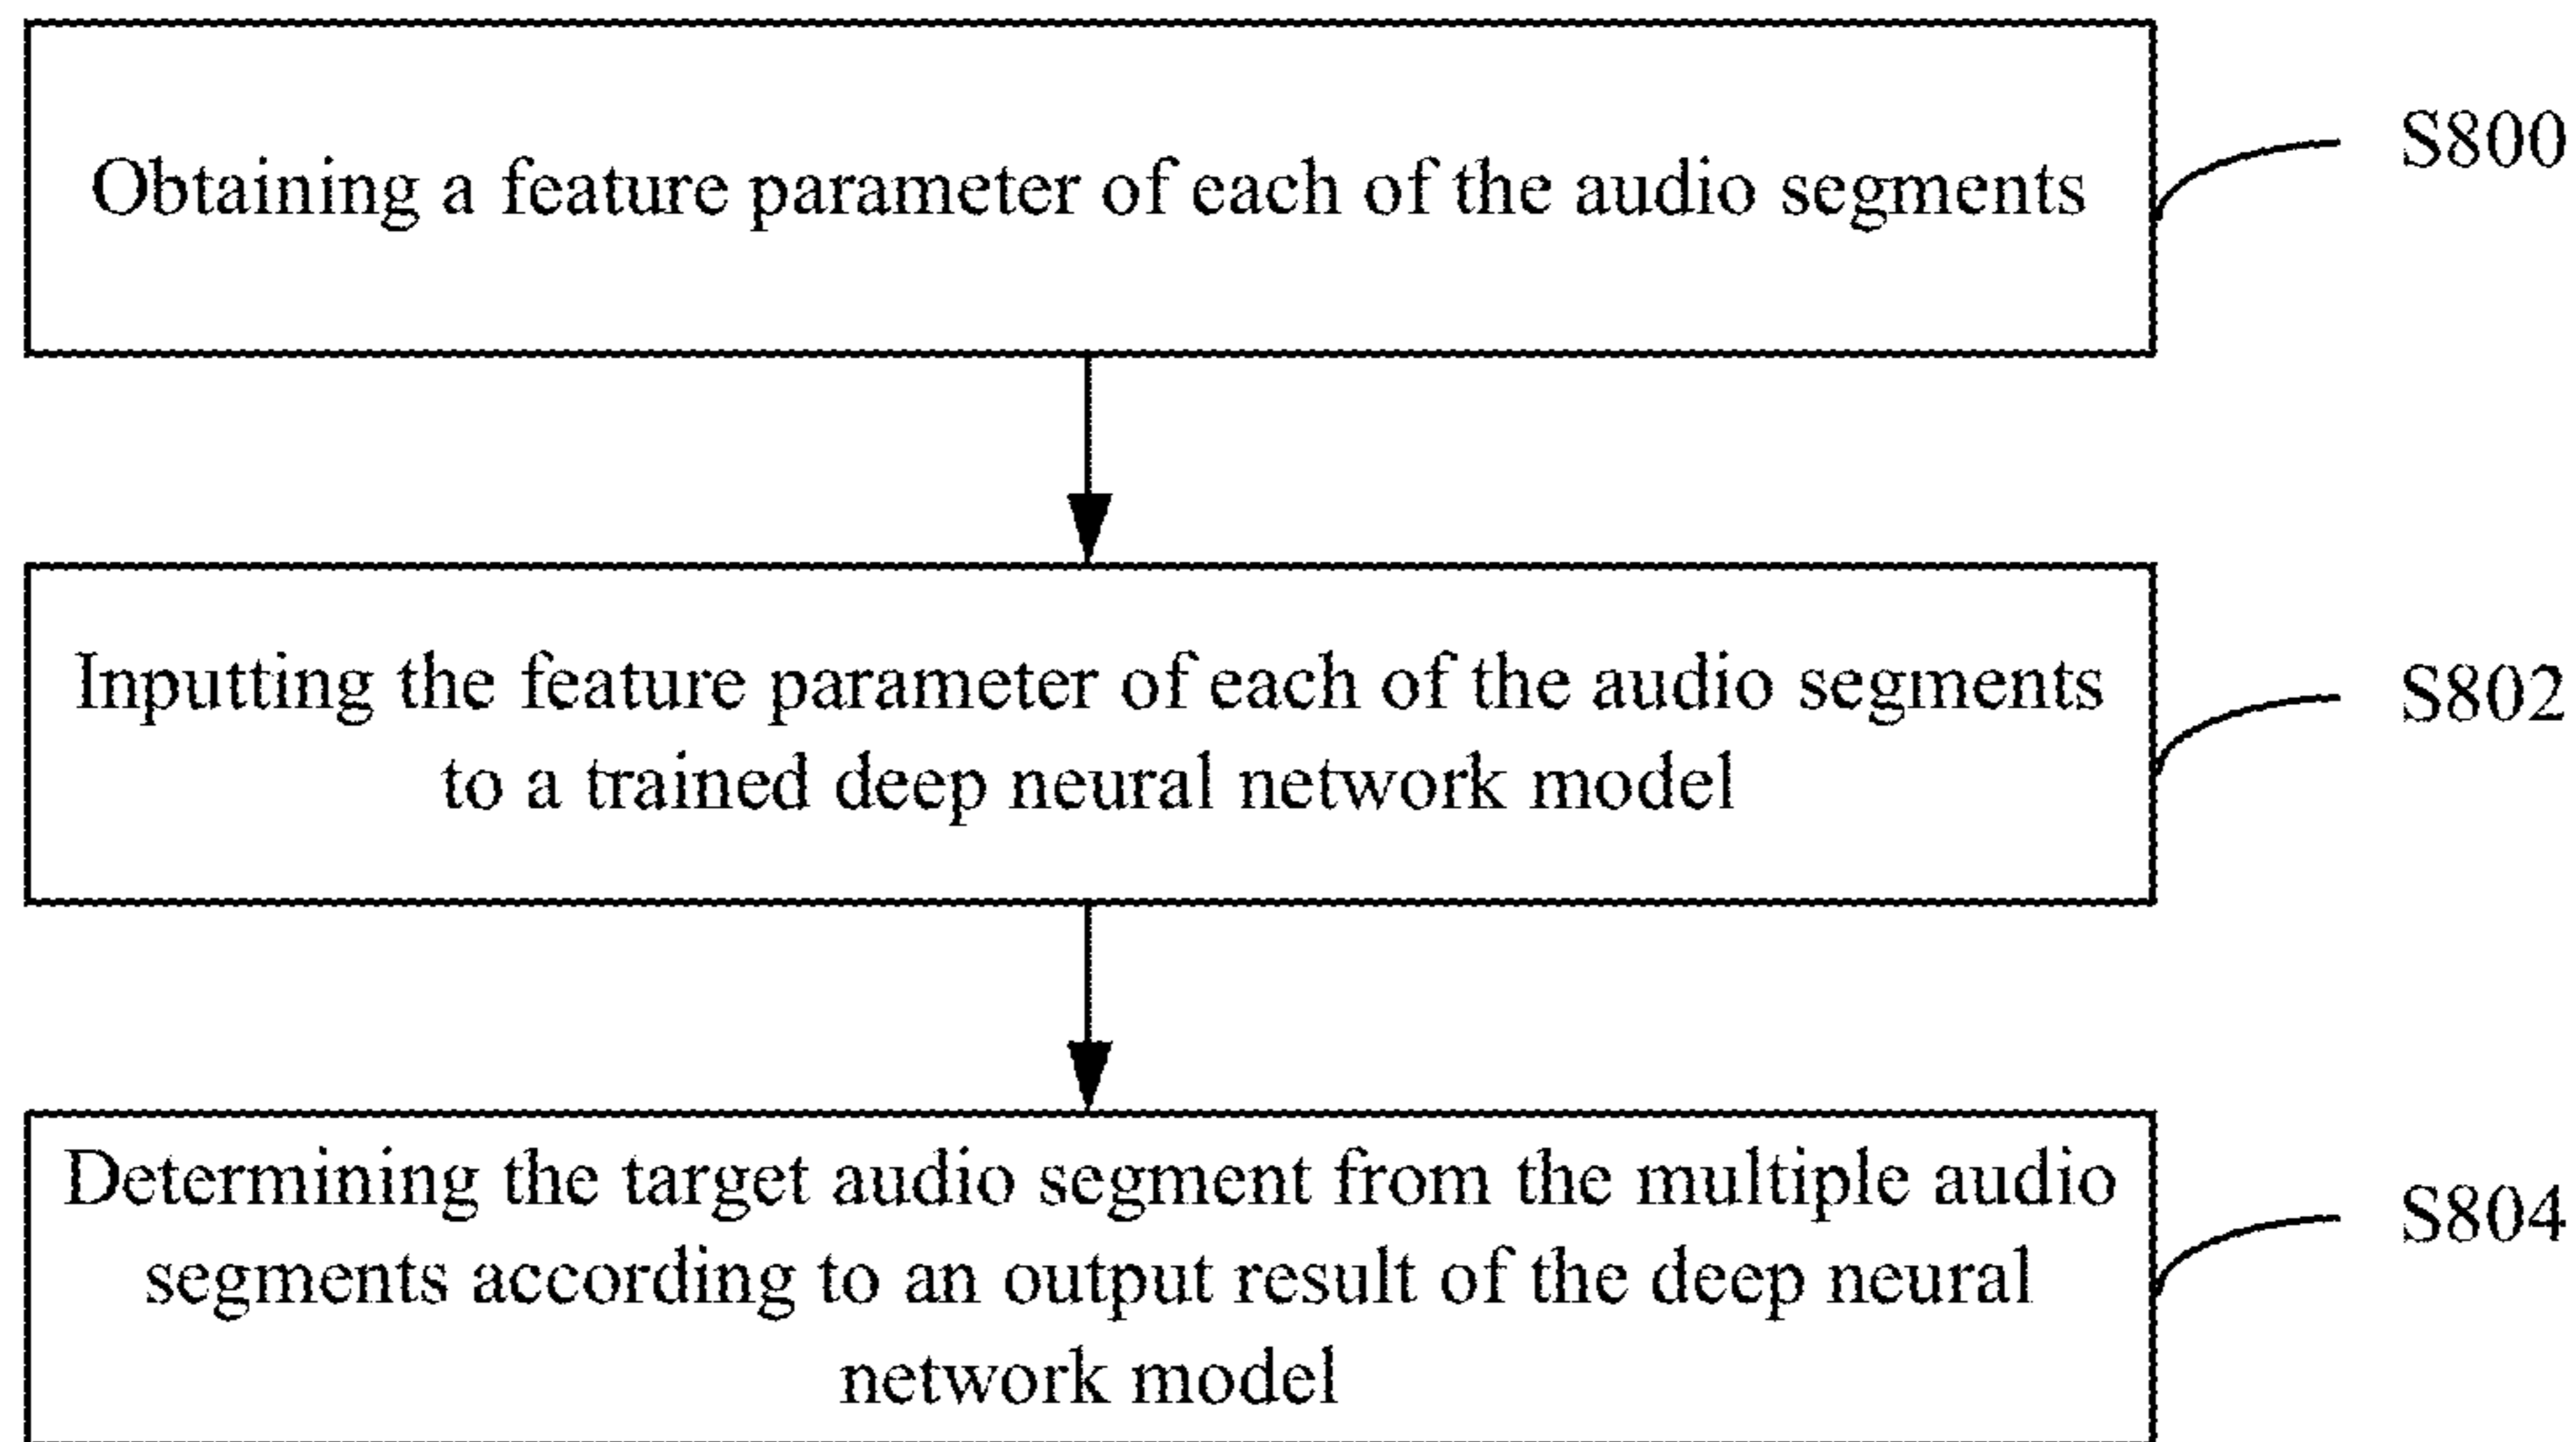 Obtaining a feature parameter of each of the audio segments
S800
Inputting the feature parameter of each of the audio segments
to a trained deep neural network model
S802
Determining the target audio segment from the multiple audio
segments according to an output result of the deep neural
network model
S804